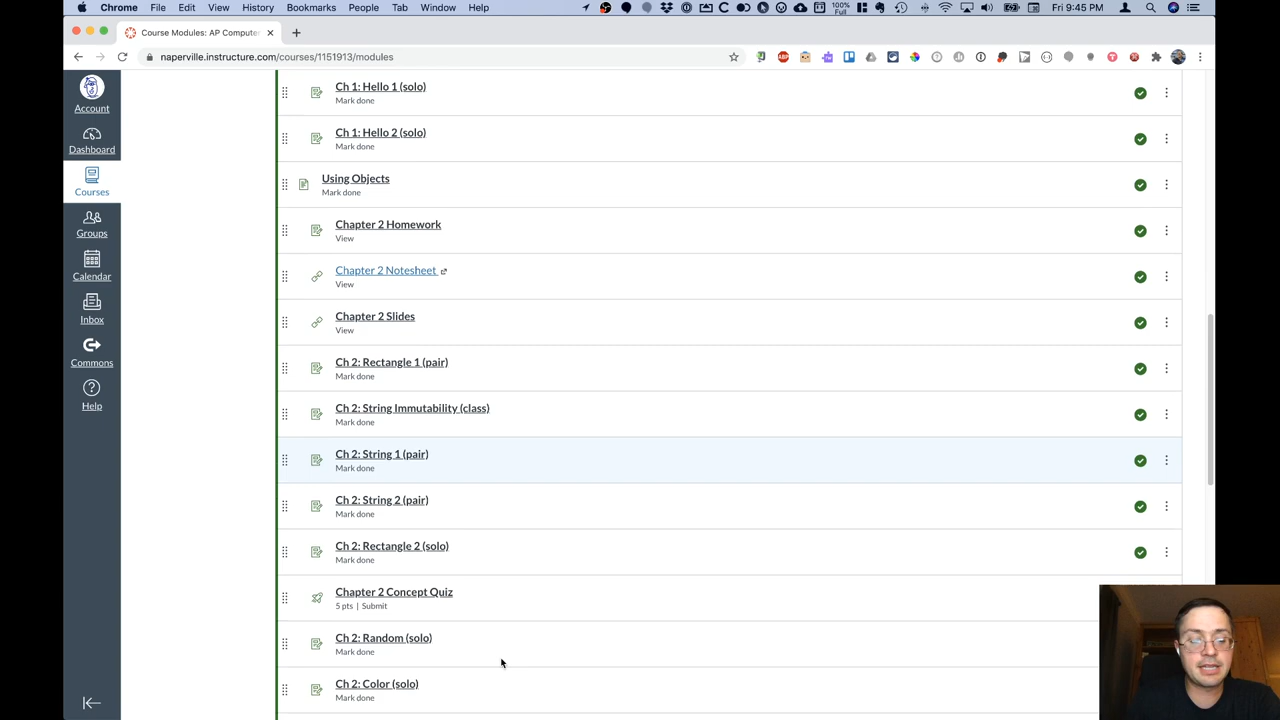 Chrome File Edit View History Bookmarks People Tab Window Help
100% Full
Fri 9:45 PM
Course Modules: AP Compute
naperville.instructure.com/courses/1151913/modules
Account
Dashboard
Courses
Groups
Calendar
Inbox
Commons
Help
Ch 1: Hello 1 (solo)
Mark done
Ch 1: Hello 2 (solo)
Mark done
Using Objects
Mark done
Chapter 2 Homework
View
Chapter 2 Notesheet
View
Chapter 2 Slides
View
Ch 2: Rectangle 1 (pair)
Mark done
Ch 2: String Immutability (class)
Mark done
Ch 2: String 1 (pair)
Mark done
Ch 2: String 2 (pair)
Mark done
Ch 2: Rectangle 2 (solo)
Mark done
Chapter 2 Concept Quiz
5 pts | Submit
Ch 2: Random (solo)
Mark done
Ch 2: Color (solo)
Mark done